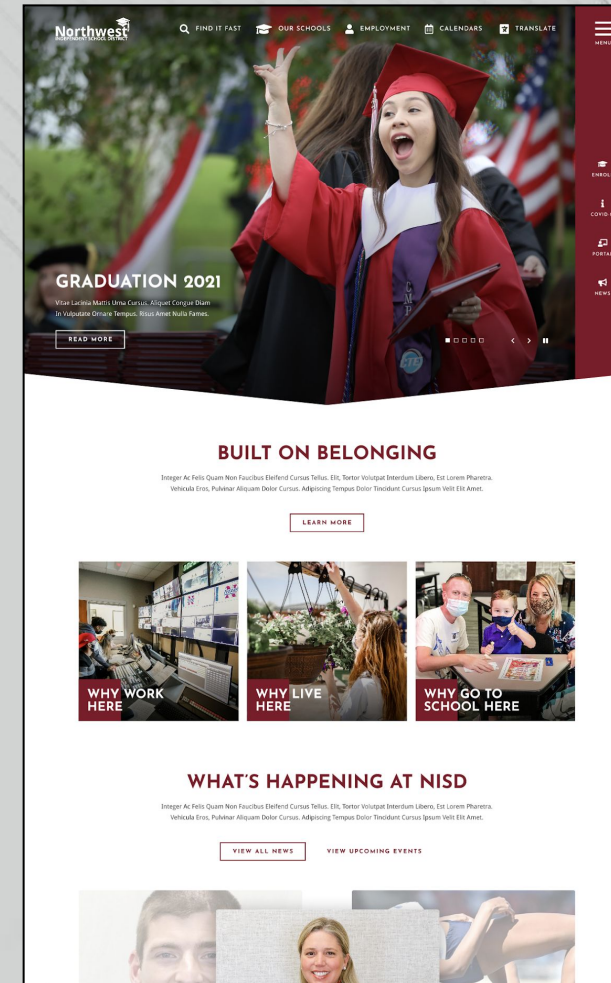 Northwest
INDEPENDENT SCHOOL DISTRICT
FIND IT FAST
OUR SCHOOLS
EMPLOYMENT
CALENDARS
TRANSLATE
MENU
ENROLL
PORTAL
NEWS
GRADUATION 2021
Vitae Lacinia Mattis Urna Cursus. Aliquet Congue Diam
In Vulputate Ornare Tempus. Risus Amet Nulla Fames.
READ MORE
CTE
BUILT ON BELONGING
Integer Ac Felis Quam Non Faucibus Eleifend Cursus Tellus. Elit, Tortor Volutpat Interdum Libero, Est Lorem Pharetra.
Vehicula Eros, Pulvinar Aliquam Dolor Cursus. Adipiscing Tempus Dolor Tincidunt Cursus Ipsum Velit Elit Amet.
LEARN MORE
WHY WORK
HERE
WHY LIVE
HERE
WHY GO TO
SCHOOL HERE
WHAT'S HAPPENING AT NISD
Integer Ac Felis Quam Non Faucibus Eleifend Cursus Tellus. Elit, Tortor Volutpat Interdum Libero, Est Lorem Pharetra.
Vehicula Eros, Pulvinar Aliquam Dolor Cursus. Adipiscing Tempus Dolor Tincidunt Cursus Ipsum Velit Elit Amet.
VIEW ALL NEWS
VIEW UPCOMING EVENTS